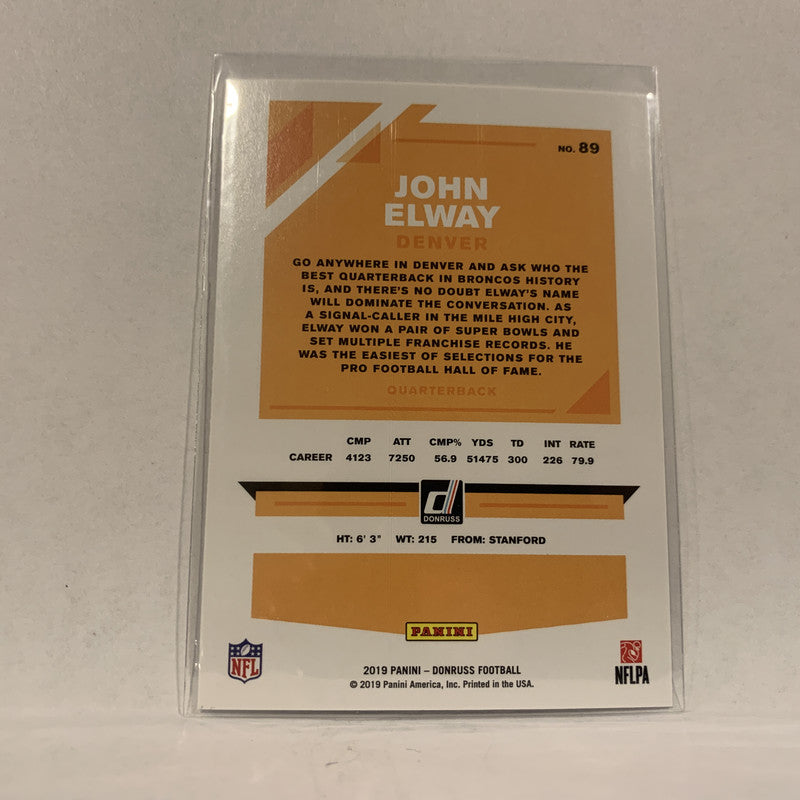 NO. 89
JOHN
ELWAY
DENVER
GO ANYWHERE IN DENVER AND ASK WHO THE
BEST QUARTERBACK IN BRONCOS HISTORY
IS, AND THERE'S NO DOUBT ELWAY'S NAME
WILL DOMINATE THE CONVERSATION. AS
A SIGNAL-CALLER IN THE MILE HIGH CITY,
ELWAY WON A PAIR OF SUPER BOWLS AND
SET MULTIPLE FRANCHISE RECORDS. HE
WAS THE EASIEST OF SELECTIONS FOR THE
PRO FOOTBALL HALL OF FAME.
QUARTERBACK
CMP ATT CMP% YDS TD INT RATE
CAREER 4123 7250 56.9 51475 300 226 79.9
d
DONRUSS
HT: 6' 3" WT: 215 FROM: STANFORD
PANINI
NFL
NFLPA
2019 PANINI – DONRUSS FOOTBALL
© 2019 Panini America, Inc. Printed in the USA.